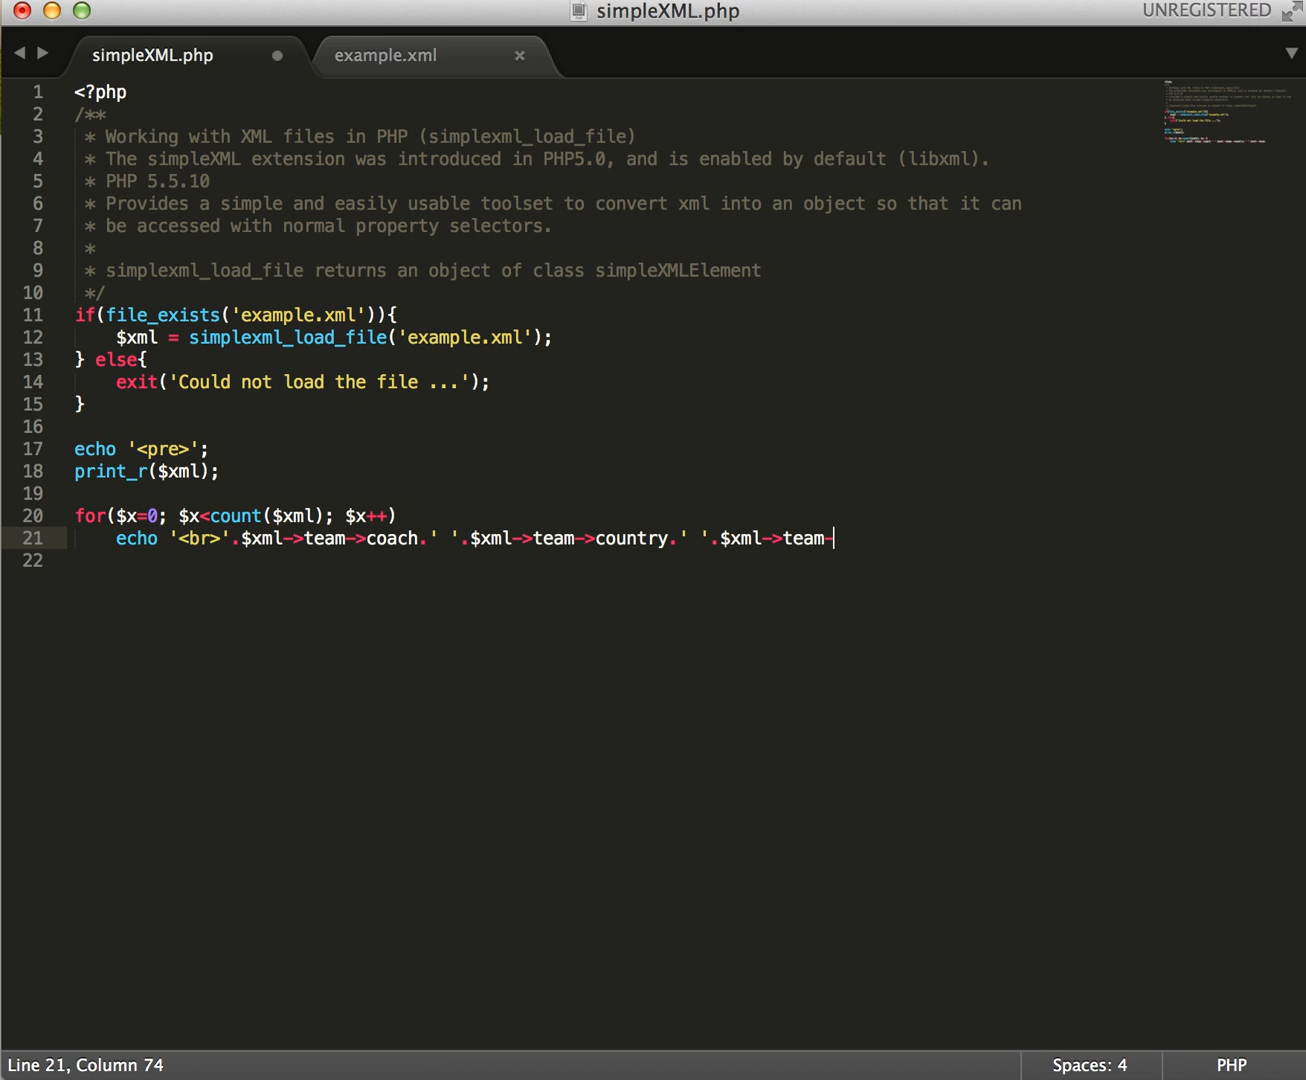 simpleXML.php
UNREGISTERED
simpleXML.php
example.xml
1 <?php
2 /**
3 * Working with XML files in PHP (simplexml_load_file)
4 * The simpleXML extension was introduced in PHP5.0, and is enabled by default (libxml).
5 * PHP 5.5.10
6 * Provides a simple and easily usable toolset to convert xml into an object so that it can
7 * be accessed with normal property selectors.
8 *
9 * simplexml_load_file returns an object of class simpleXMLElement
10 */
11 if(file_exists('example.xml')){
12 $xml = simplexml_load_file('example.xml');
13 } else{
14 exit('Could not load the file ...');
15 }
16
17 echo '<pre>';
18 print_r($xml);
19
20 for($x=0; $x<count($xml); $x++)
21 echo '<br>'.$xml->team->coach.' '.$xml->team->country.' '.$xml->team-
22
Line 21, Column 74
Spaces: 4
PHP